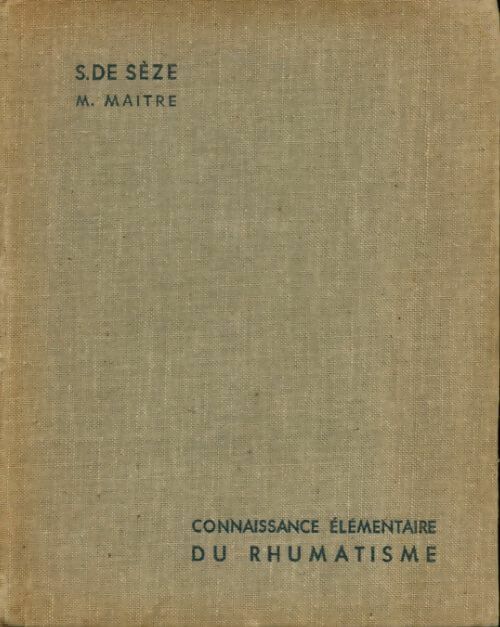 S. DE SÈZE
M. MAITRE
CONNAISSANCE ÉLÉMENTAIRE
DU RHUMATISME